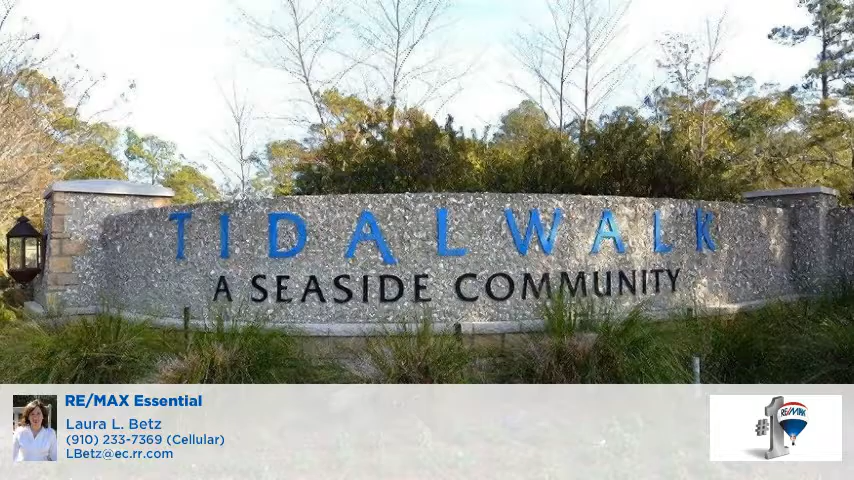 TIDALWALK
A SEASIDE COMMUNITY
RE/MAX Essential
Laura L. Betz
(910) 233-7369 (Cellular)
LBetz@ec.rr.com
#1
RE/MAX